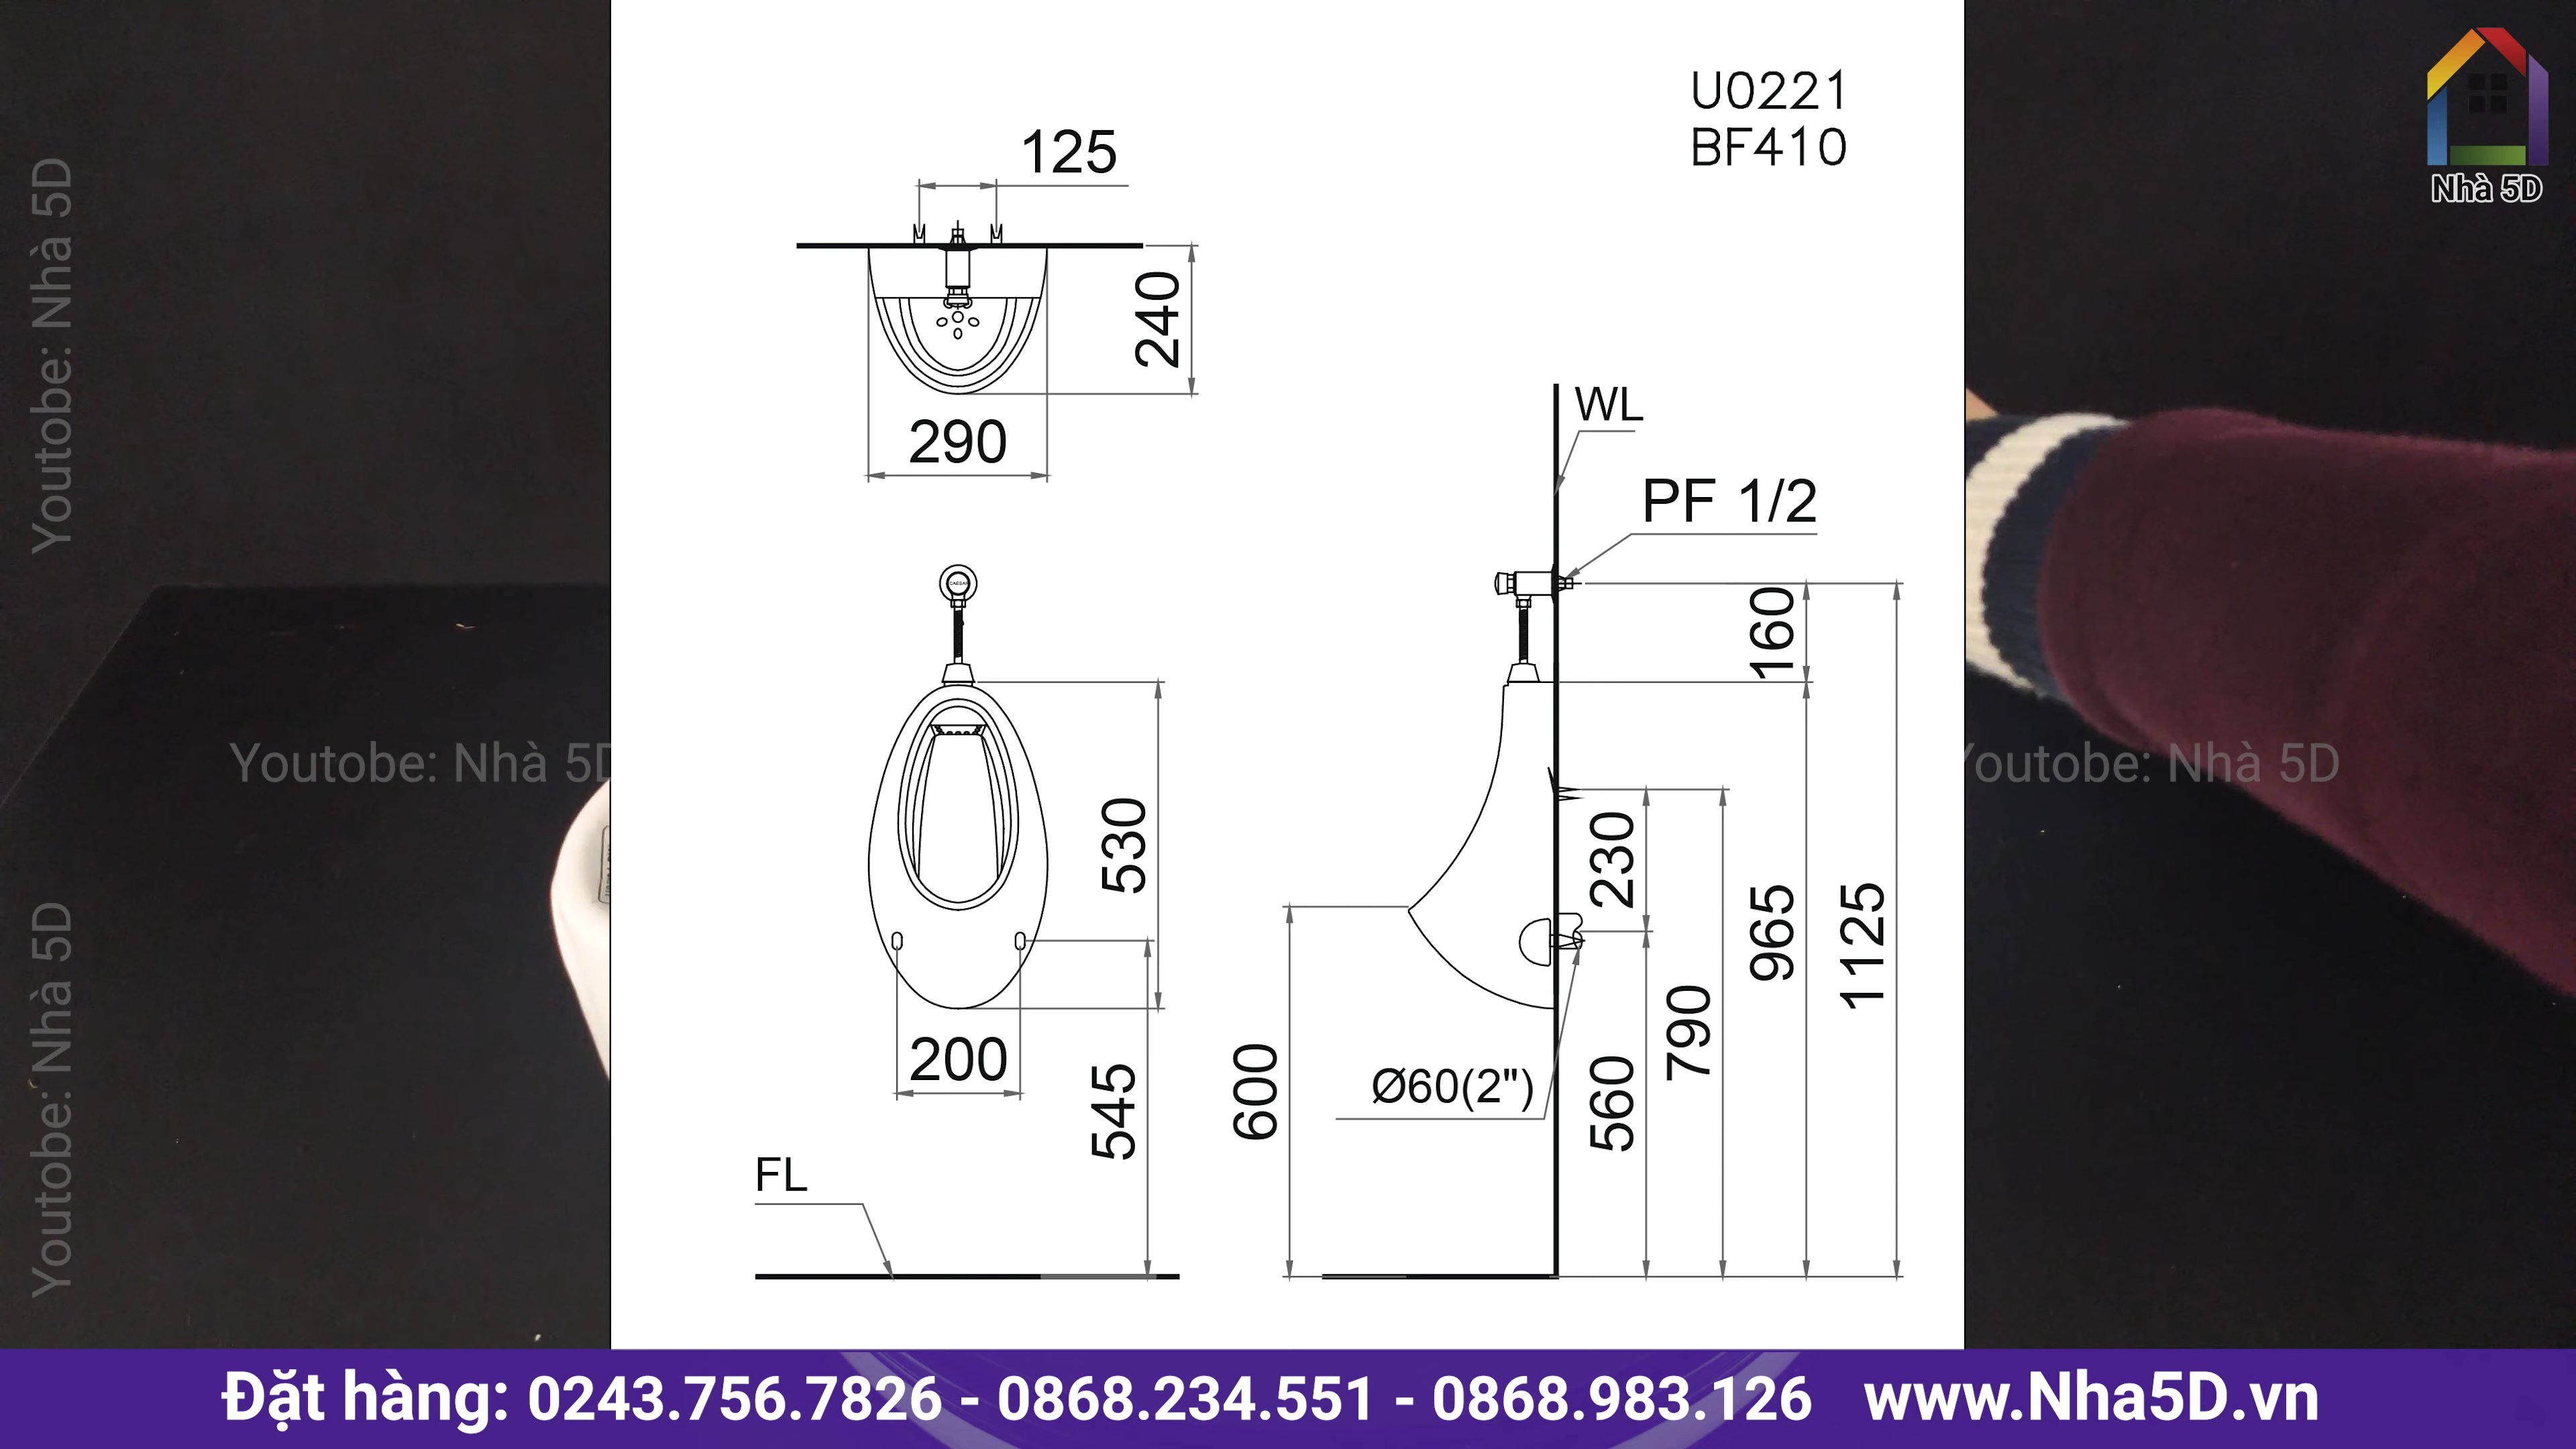 U0221
BF410
125
240
290
WL
PF 1/2
160
CAESAR
530
230
965
1125
790
200
545
600
Ø60(2")
560
FL
Nhà 5D
Youtobe: Nhà 5D
Youtobe: Nhà 5D
Youtobe: Nhà 5D
Youtobe: Nhà 5D
Đặt hàng: 0243.756.7826 - 0868.234.551 - 0868.983.126 www.Nha5D.vn